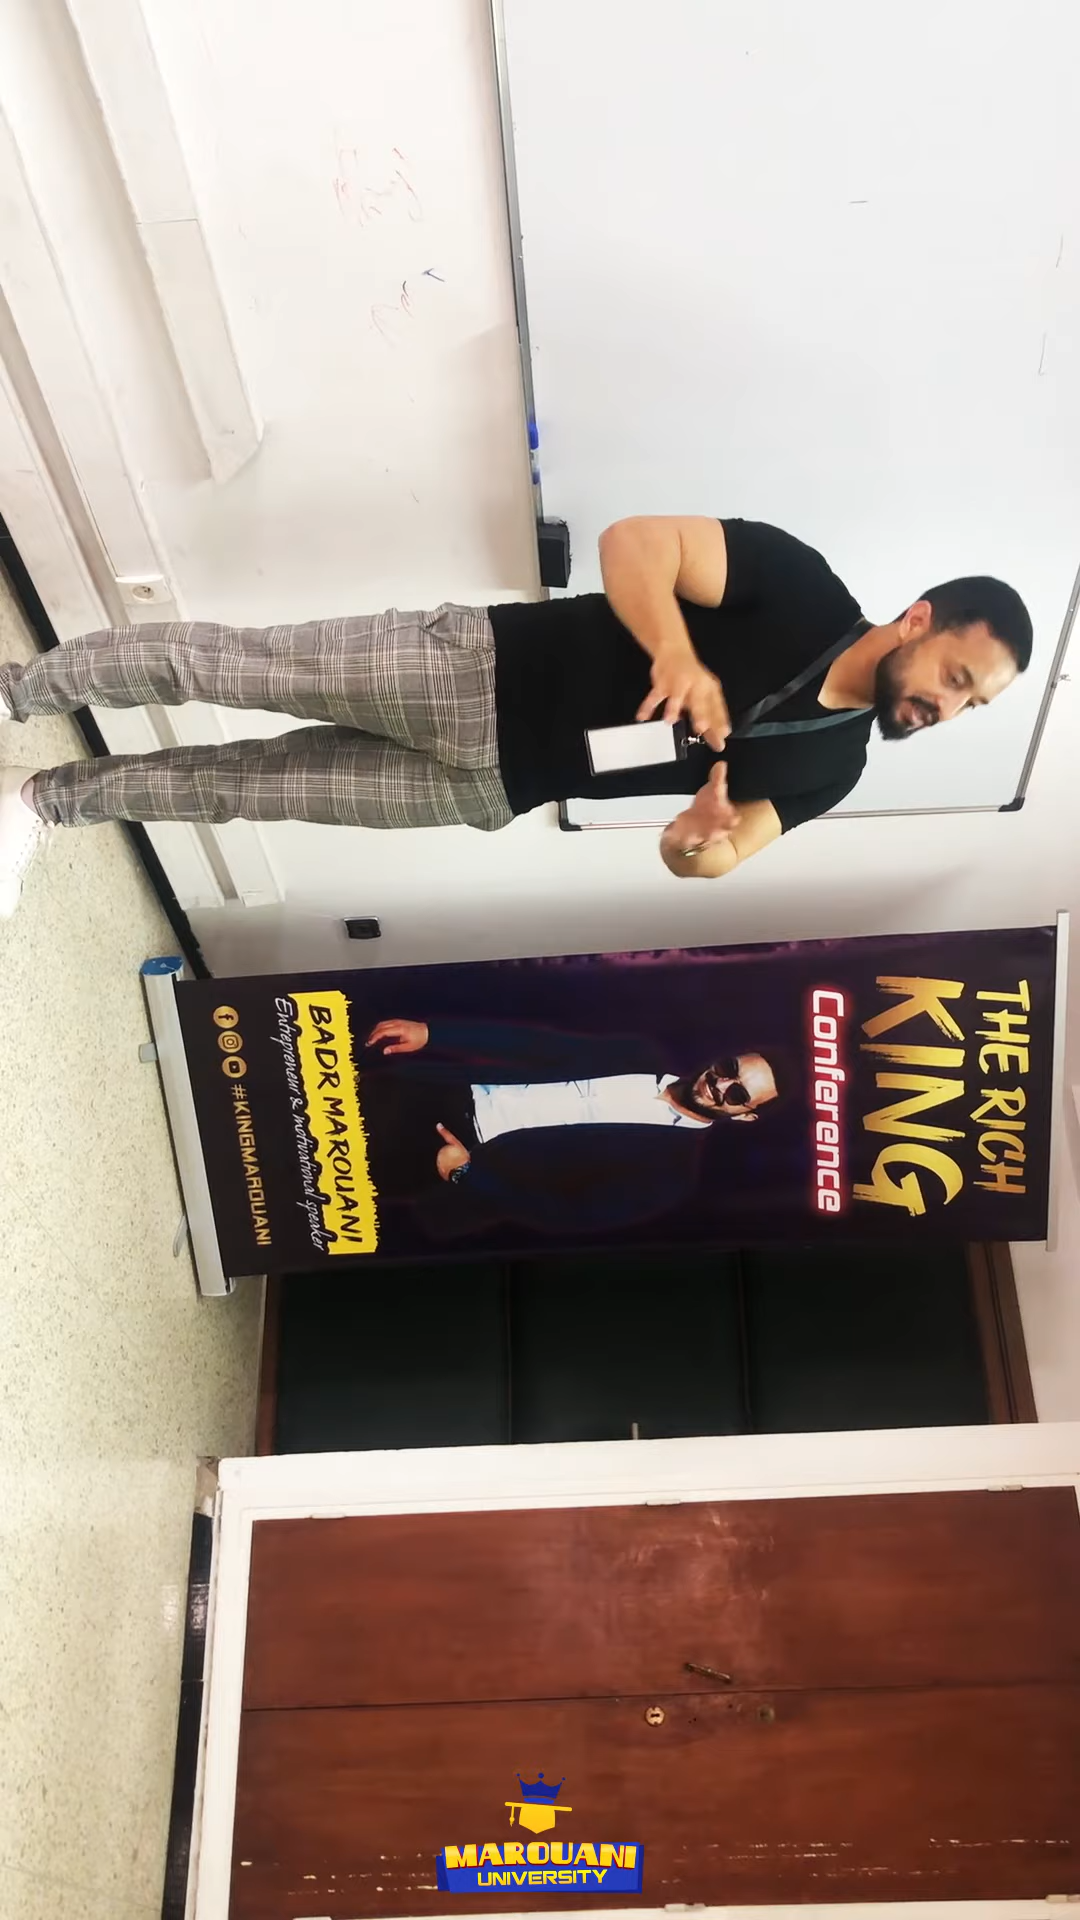 THE RICH
KING
Conference
BADR MAROUANI
Entrepreneur & motivational speaker
#KINGMAROUANI
MAROUANI
UNIVERSITY